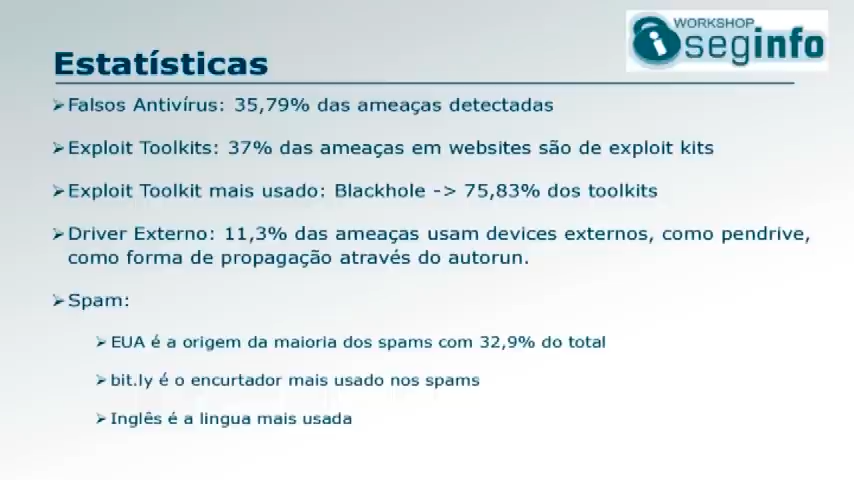 WORKSHOP
seginfo
Estatísticas
Falsos Antivírus: 35,79% das ameaças detectadas
Exploit Toolkits: 37% das ameaças em websites são de exploit kits
Exploit Toolkit mais usado: Blackhole -> 75,83% dos toolkits
Driver Externo: 11,3% das ameaças usam devices externos, como pendrive,
como forma de propagação através do autorun.
Spam:
EUA é a origem da maioria dos spams com 32,9% do total
bit.ly é o encurtador mais usado nos spams
Inglês é a lingua mais usada